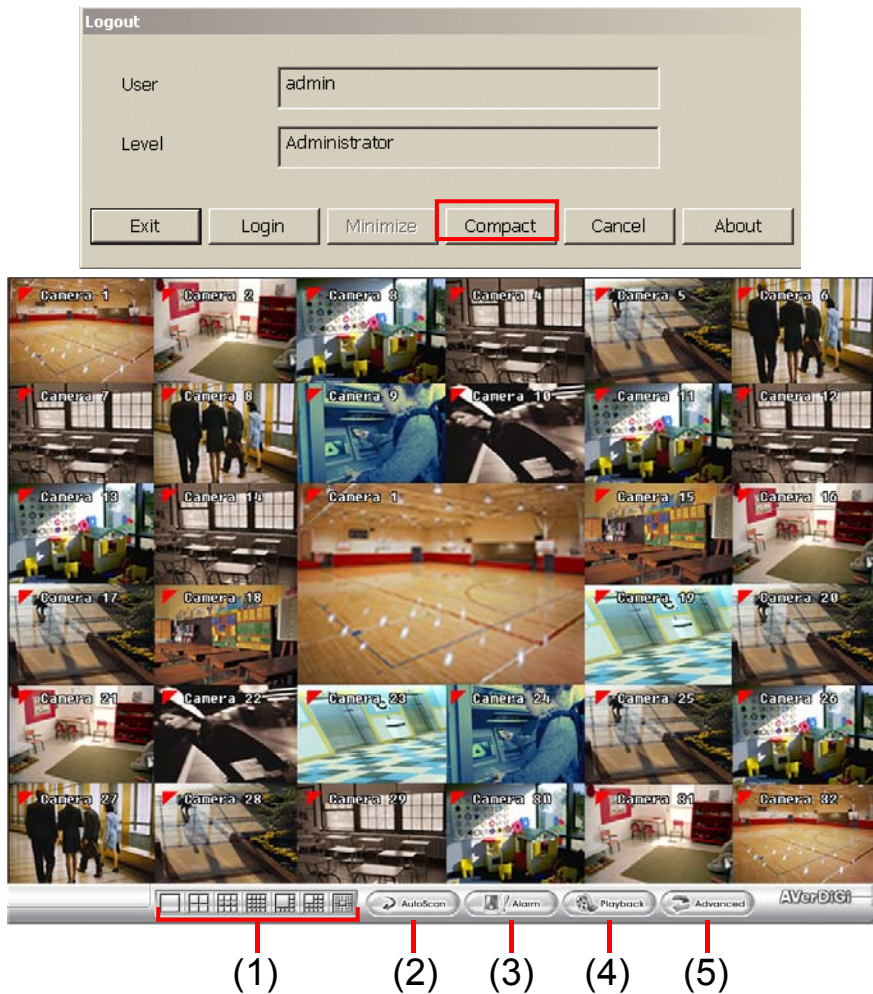 Logout
User admin
Level Administrator
Exit Login Minimize Compact Cancel About
Camera 1 Camera 2 Camera 3 Camera 4 Camera 5 Camera 6
Camera 7 Camera 8 Camera 9 Camera 10 Camera 11 Camera 12
Camera 13 Camera 14 Camera 1 Camera 15 Camera 16
Camera 17 Camera 18 Camera 19 Camera 20
Camera 21 Camera 22 Camera 23 Camera 24 Camera 25 Camera 26
Camera 27 Camera 28 Camera 29 Camera 30 Camera 31 Camera 32
AutoScan Alarm Playback Advanced AVerDiGi
(1) (2) (3) (4) (5)